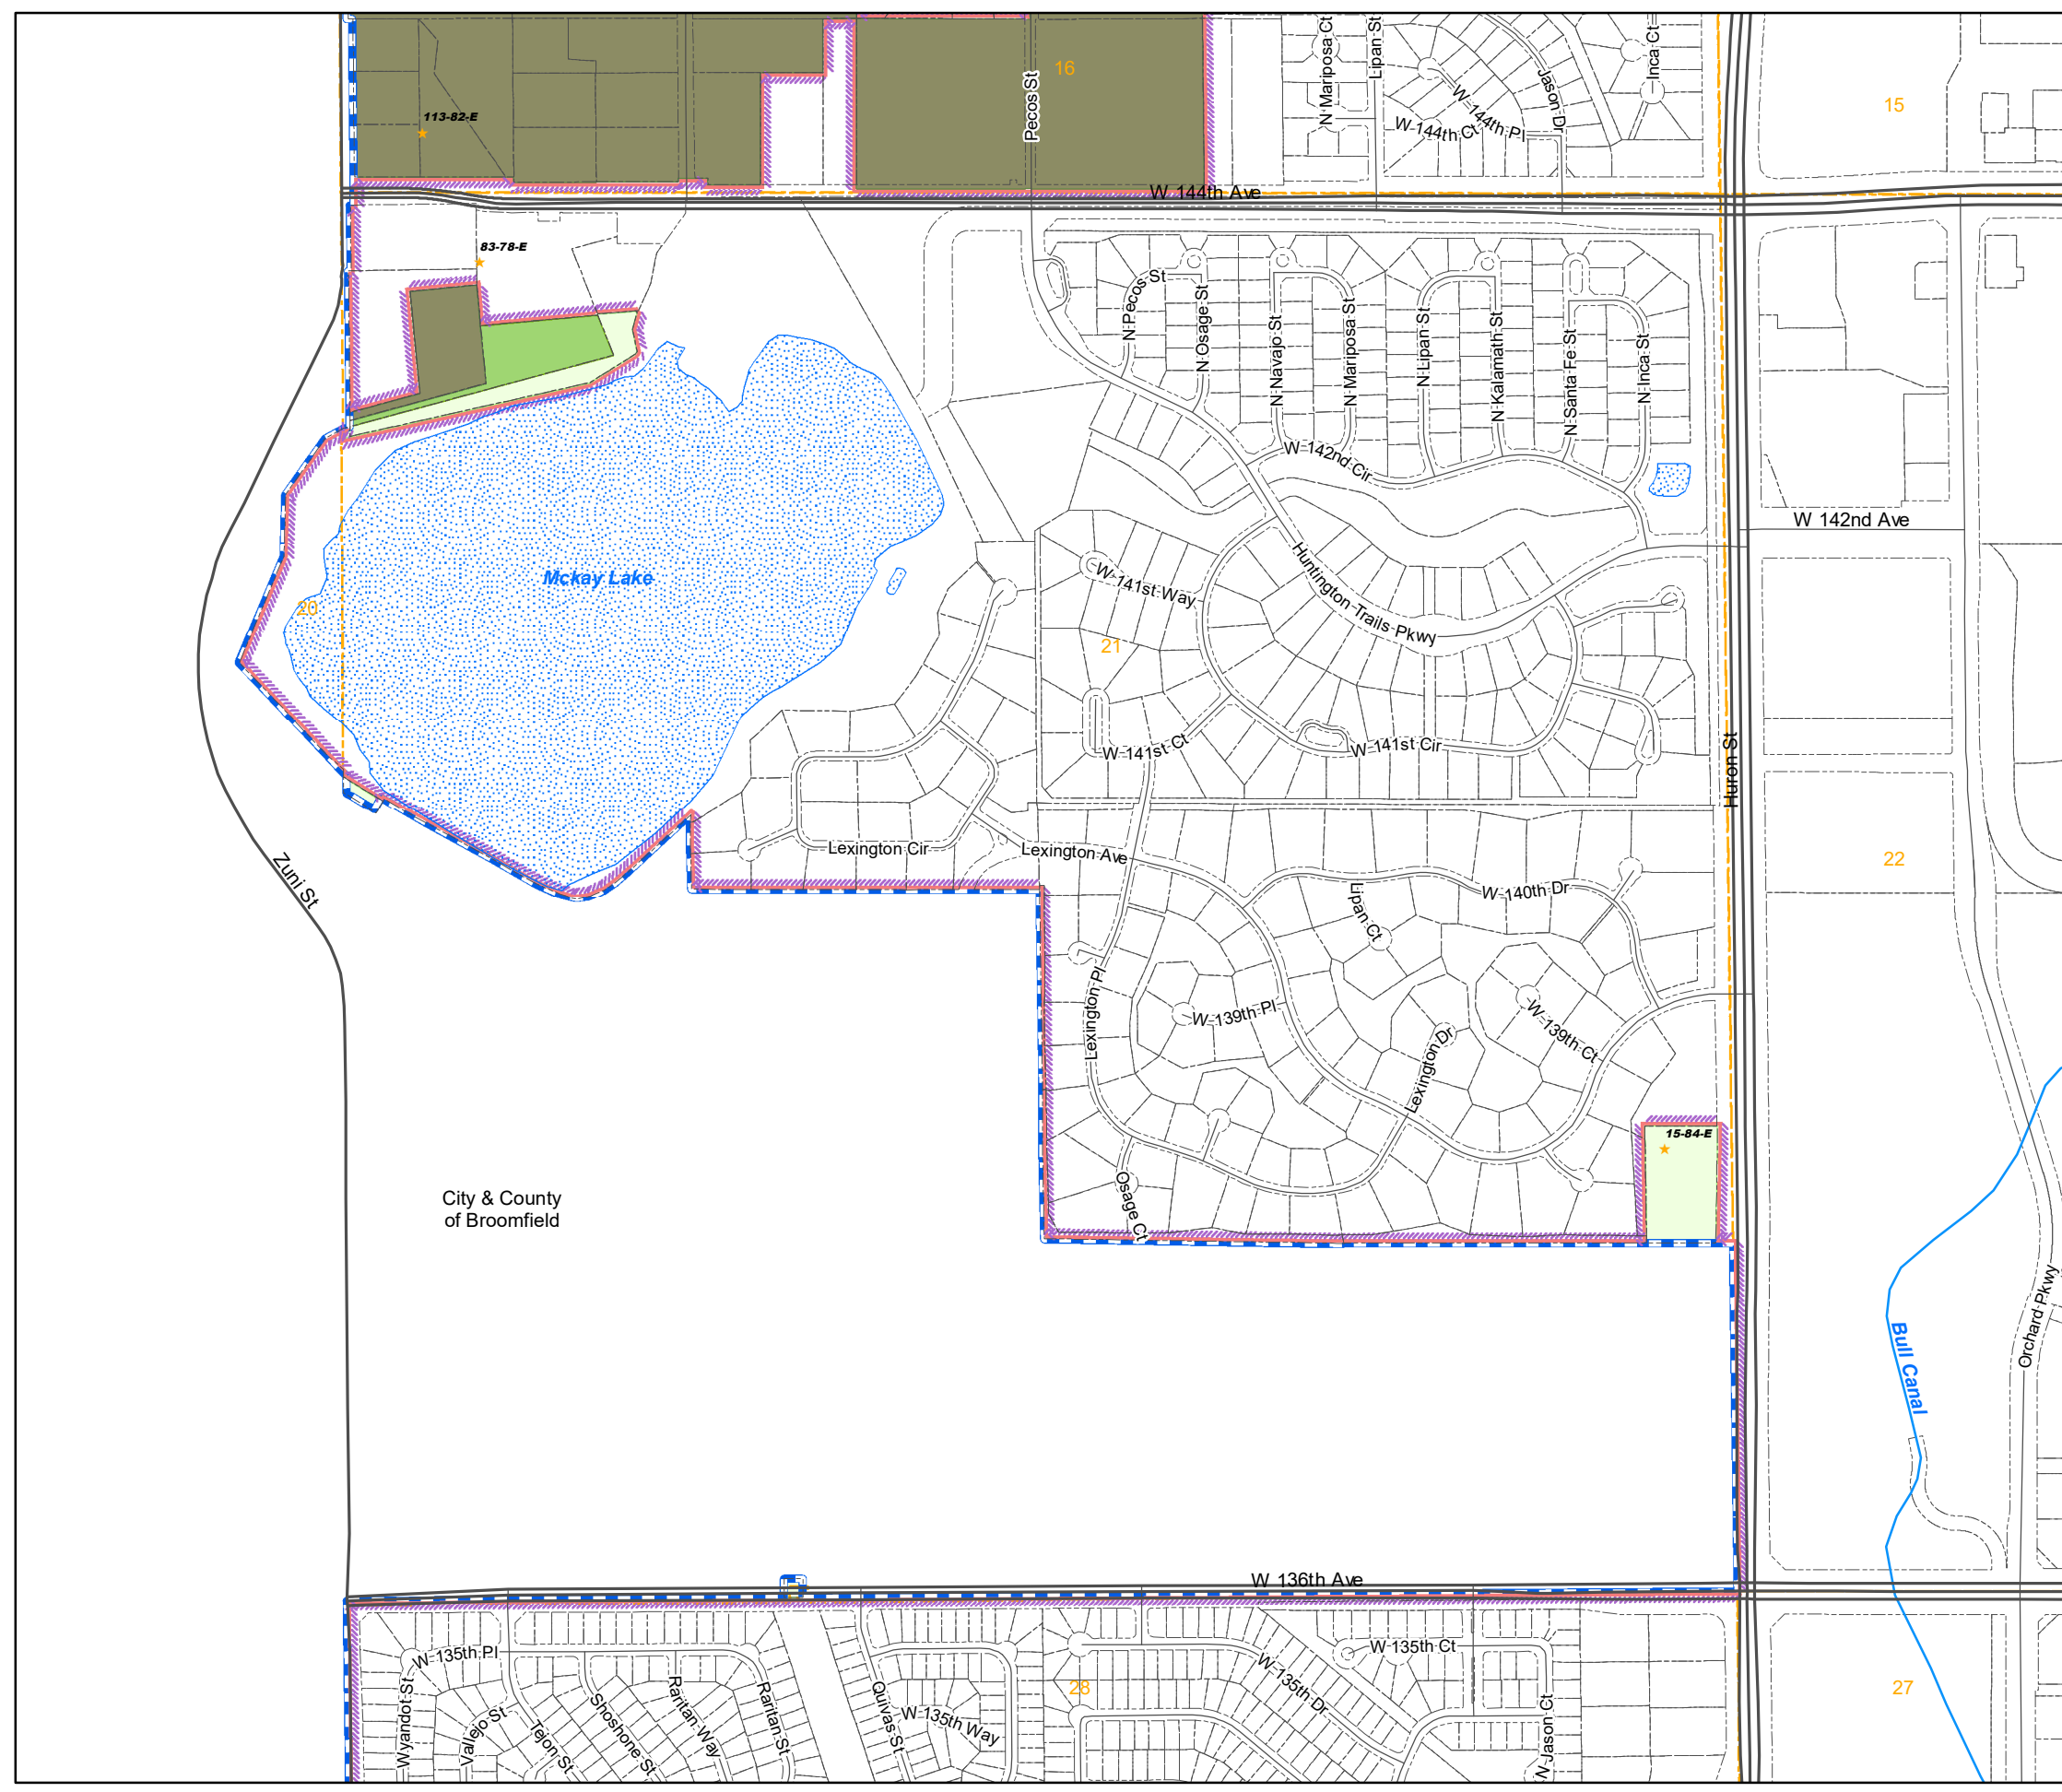 N Mariposa Ct
Lipan St
Jason Dr
Inca Ct
16
Pecos St
W 144th Pl
W 144th Ct
15
113-82-E
W 144th Ave
83-78-E
N Pecos St
N Osage St
N Navajo St
N Mariposa St
N Lipan St
N Kalamath St
N Santa Fe St
N Inca St
W 142nd Cir
W 142nd Ave
Mckay Lake
20
W 141st Way
Huntington Trails Pkwy
21
W 141st Ct
W 141st Cir
Huron St
Zuni St
Lexington Cir
Lexington Ave
22
Lipan Ct
W 140th Dr
Lexington Pl
W 139th Pl
W 139th Ct
Lexington Dr
15-84-E
City & County
of Broomfield
Osage Ct
Orchard Pkwy
Bull Canal
W 136th Ave
W 135th Pl
W 135th Ct
Wyandot St
Vallejo St
Tejon St
Shoshone St
Raritan Way
Raritan St
Quivas St
W 135th Way
28
W 135th Dr
N Jason Ct
27